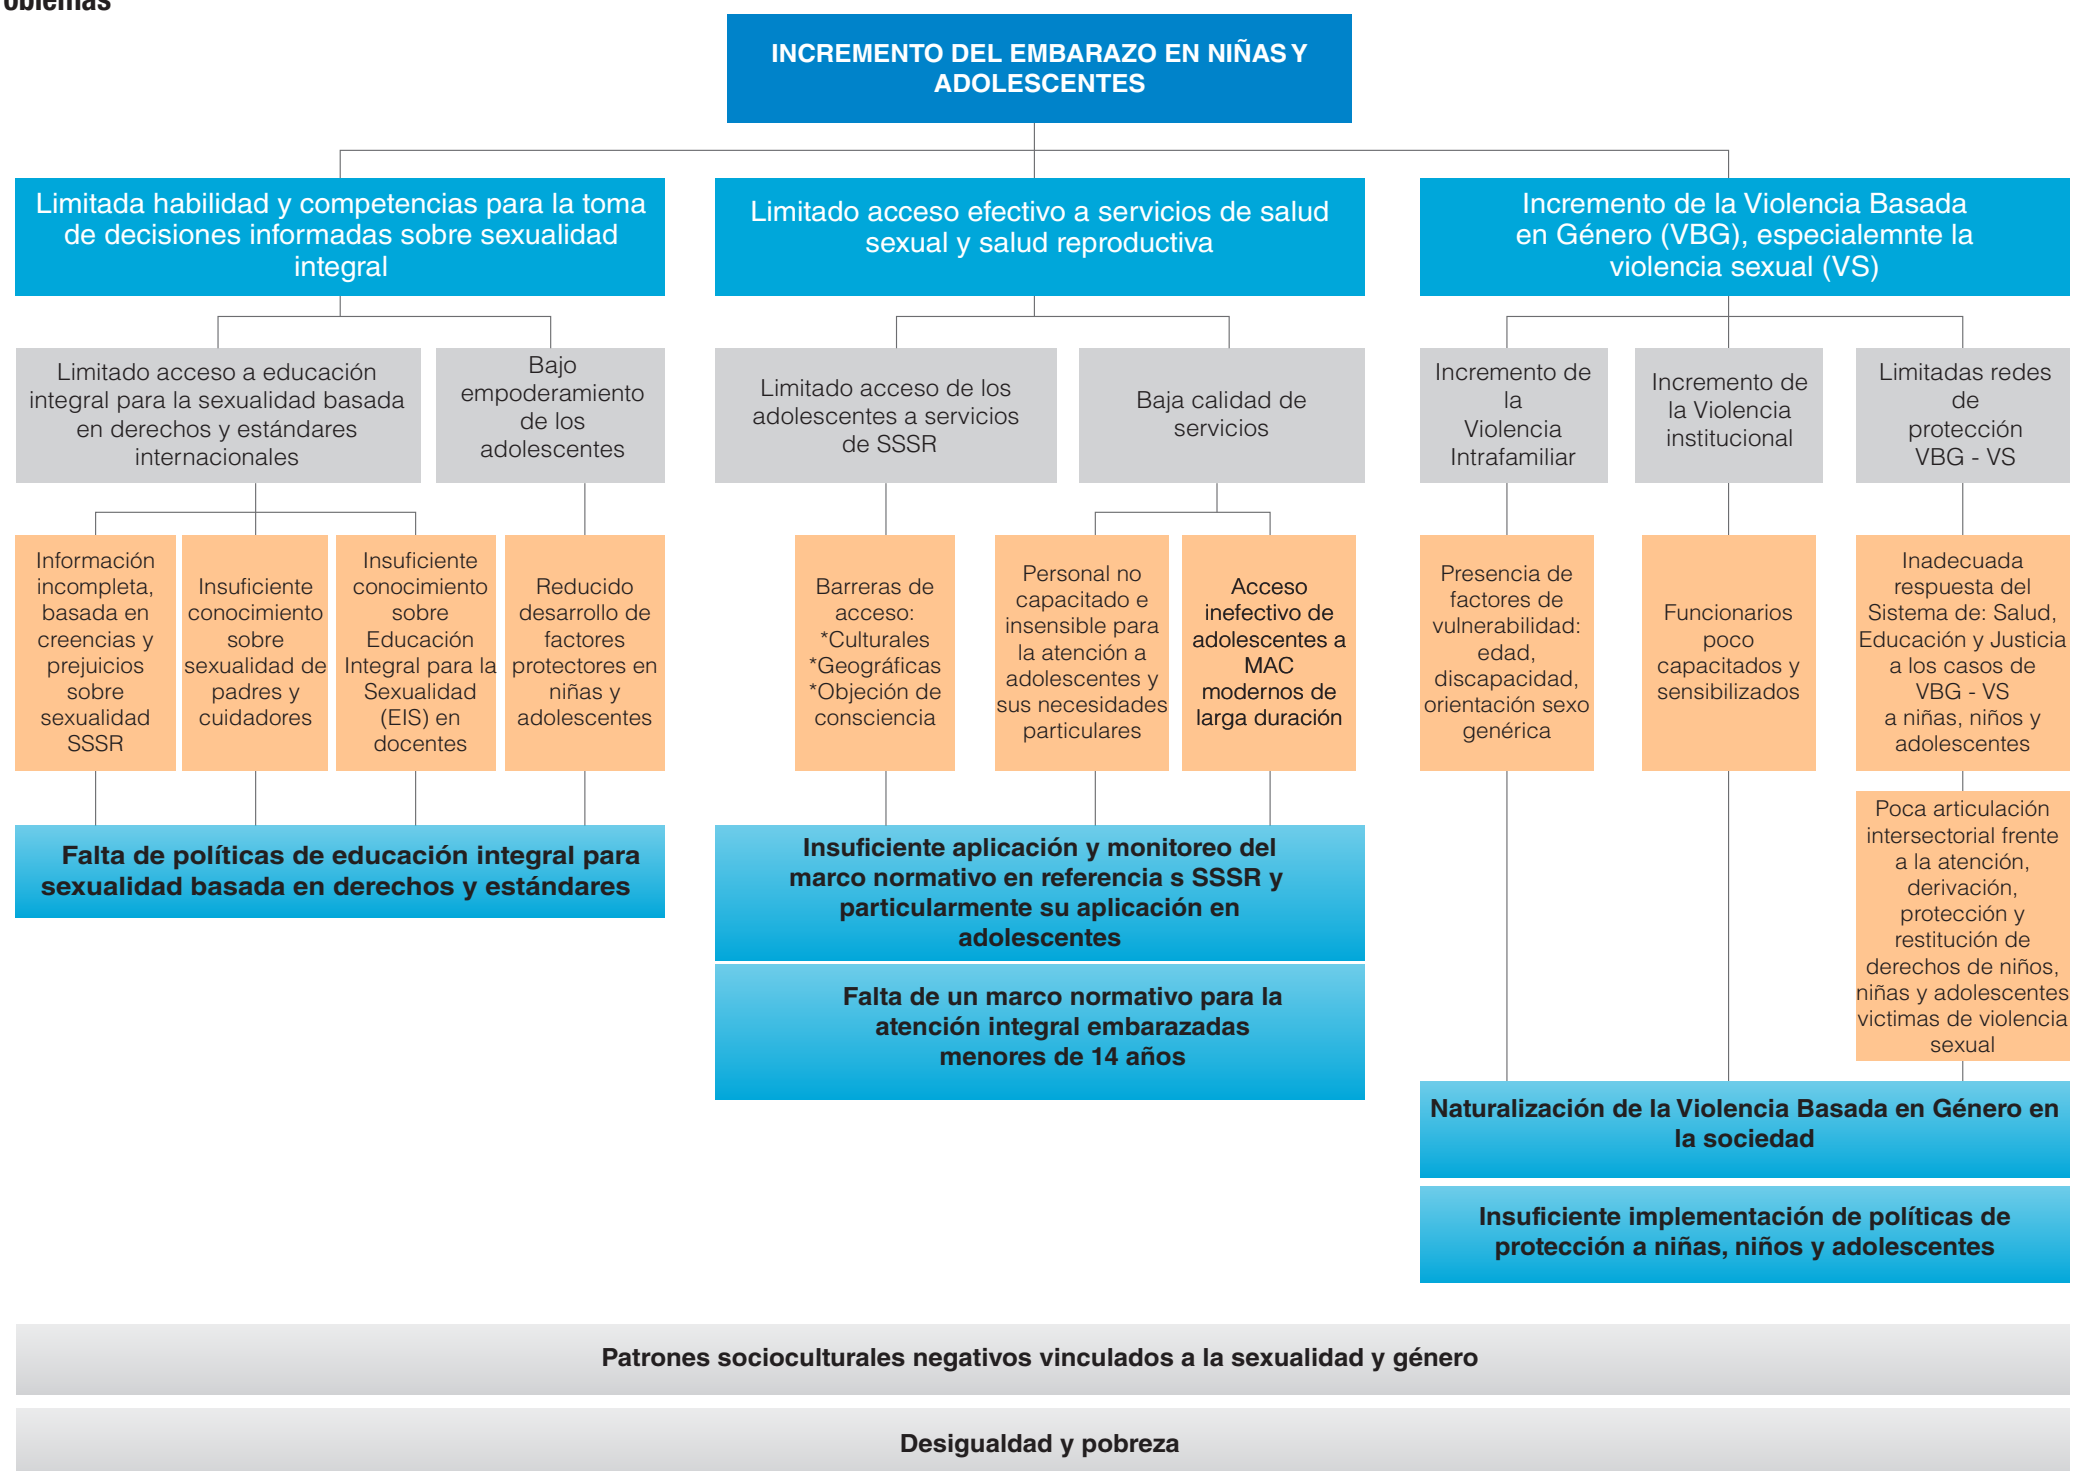 INCREMENTO DEL EMBARAZO EN NIÑAS Y
ADOLESCENTES
Limitada habilidad y competencias para la toma
de decisiones informadas sobre sexualidad
integral
Limitado acceso efectivo a servicios de salud
sexual y salud reproductiva
Incremento de la Violencia Basada
en Género (VBG), especialemnte la
violencia sexual (VS)
Limitado acceso a educación
integral para la sexualidad basada
en derechos y estándares
internacionales
Bajo
empoderamiento
de los
adolescentes
Limitado acceso de los
adolescentes a servicios
de SSSR
Baja calidad de
servicios
Incremento de
la
Violencia
Intrafamiliar
Incremento de
la Violencia
institucional
Limitadas redes
de
protección
VBG - VS
Información
incompleta,
basada en
creencias y
prejuicios
sobre
sexualidad
SSSR
Insuficiente
conocimiento
sobre
sexualidad de
padres y
cuidadores
Insuficiente
conocimiento
sobre
Educación
Integral para la
Sexualidad
(EIS) en
docentes
Reducido
desarrollo de
factores
protectores en
niñas y
adolescentes
Barreras de
acceso:
*Culturales
*Geográficas
*Objeción de
consciencia
Personal no
capacitado e
insensible para
la atención a
adolescentes y
sus necesidades
particulares
Acceso
inefectivo de
adolescentes a
MAC
modernos de
larga duración
Presencia de
factores de
vulnerabilidad:
edad,
discapacidad,
orientación sexo
genérica
Funcionarios
poco
capacitados y
sensibilizados
Inadecuada
respuesta del
Sistema de: Salud,
Educación y Justicia
a los casos de
VBG - VS
a niñas, niños y
adolescentes
Poca articulación
intersectorial frente
a la atención,
derivación,
protección y
restitución de
derechos de niños,
niñas y adolescentes
victimas de violencia
sexual
Falta de políticas de educación integral para
sexualidad basada en derechos y estándares
Insuficiente aplicación y monitoreo del
marco normativo en referencia s SSSR y
particularmente su aplicación en
adolescentes
Falta de un marco normativo para la
atención integral embarazadas
menores de 14 años
Naturalización de la Violencia Basada en Género en
la sociedad
Insuficiente implementación de políticas de
protección a niñas, niños y adolescentes
Patrones socioculturales negativos vinculados a la sexualidad y género
Desigualdad y pobreza